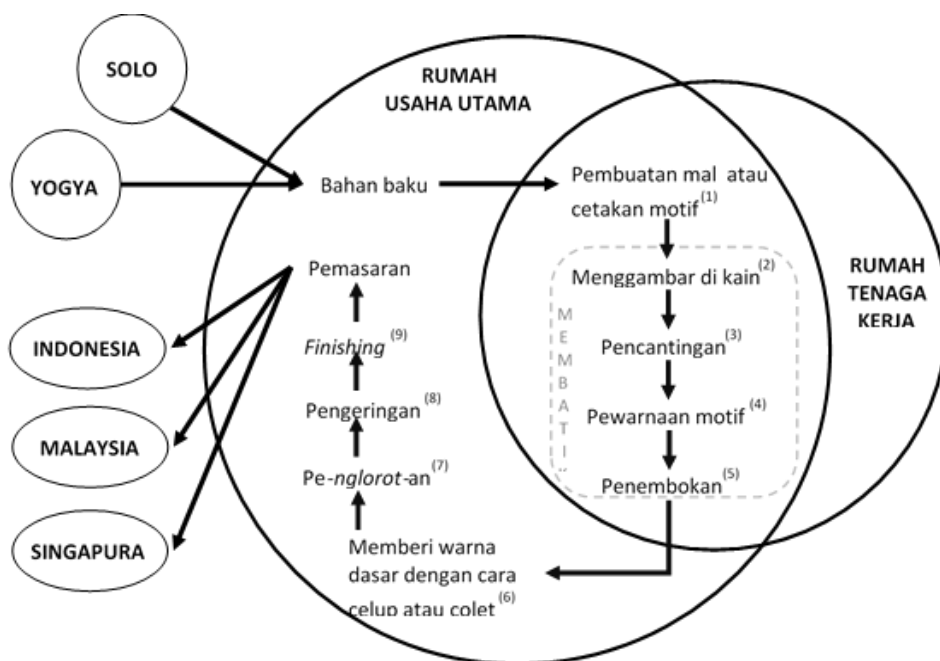 SOLO
YOGYA
RUMAH
USAHA UTAMA
Bahan baku
Pembuatan mal atau
cetakan motif(1)
Menggambar di kain(2)
Pencantingan(3)
Pewarnaan motif(4)
Penembokan(5)
MEMBATI
RUMAH
TENAGA
KERJA
Memberi warna
dasar dengan cara
celup atau colet(6)
Pe-nglorot-an(7)
Pengeringan(8)
Finishing(9)
Pemasaran
INDONESIA
MALAYSIA
SINGAPURA